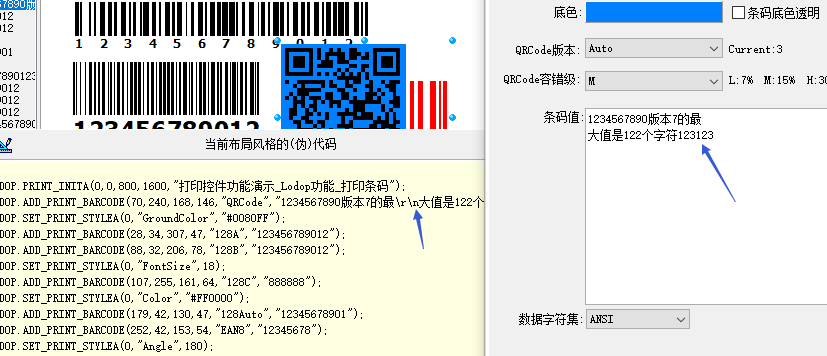 67890版
0012
012
001
7890123
9012
9012
4567890
1 2 3 4 5 6 7 8 9 0 1 2
123456789012
当前布局风格的(伪)代码
DOP.PRINT_INITA(0,0,800,1600,"打印控件功能演示_Lodop功能_打印条码");
DOP.ADD_PRINT_BARCODE(70,240,168,146,"QRCode","1234567890版本7的最\r\n大值是122个
DOP.SET_PRINT_STYLEA(0,"GroundColor","#0080FF");
DOP.ADD_PRINT_BARCODE(28,34,307,47,"128A","123456789012");
DOP.ADD_PRINT_BARCODE(88,32,206,78,"128B","123456789012");
DOP.SET_PRINT_STYLEA(0,"FontSize",18);
DOP.ADD_PRINT_BARCODE(107,255,161,64,"128C","888888");
DOP.SET_PRINT_STYLEA(0,"Color","#FF0000");
DOP.ADD_PRINT_BARCODE(179,42,130,47,"128Auto","12345678901");
DOP.ADD_PRINT_BARCODE(252,42,153,54,"EAN8","12345678");
DOP.SET_PRINT_STYLEA(0,"Angle",180);
底色:
条码底色透明
QRCode版本: Auto Current:3
QRCode容错级: M L:7% M:15% H:30
条码值: 1234567890版本7的最
大值是122个字符123123
数据字符集: ANSI